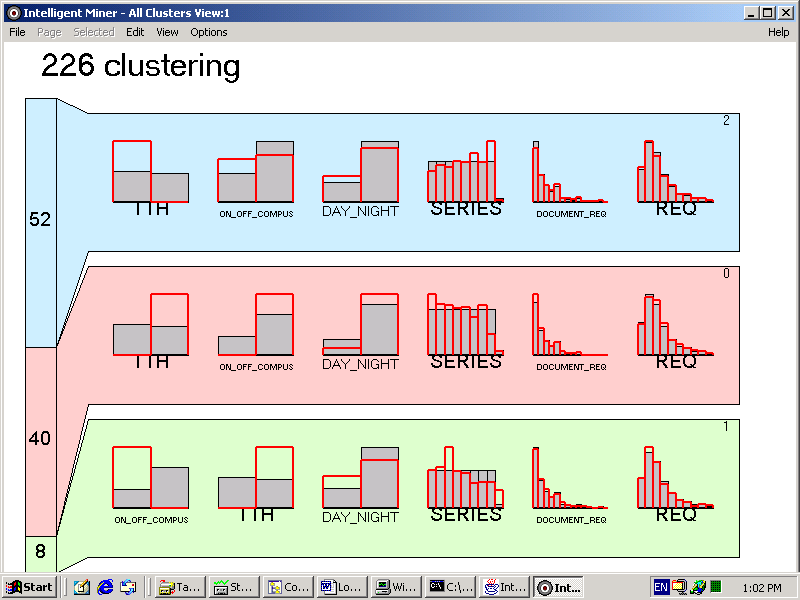 Intelligent Miner - All Clusters View:1
File Page Selected Edit View Options Help
226 clustering
2
52
TTH ON_OFF_COMPUS DAY_NIGHT SERIES DOCUMENT_REQ REQ
0
TTH ON_OFF_COMPUS DAY_NIGHT SERIES DOCUMENT_REQ REQ
40
1
ON_OFF_COMPUS TTH DAY_NIGHT SERIES DOCUMENT_REQ REQ
8
Start Ta... St... Co... Lo... Wi... C:\... Int... Int... EN 1:02 PM